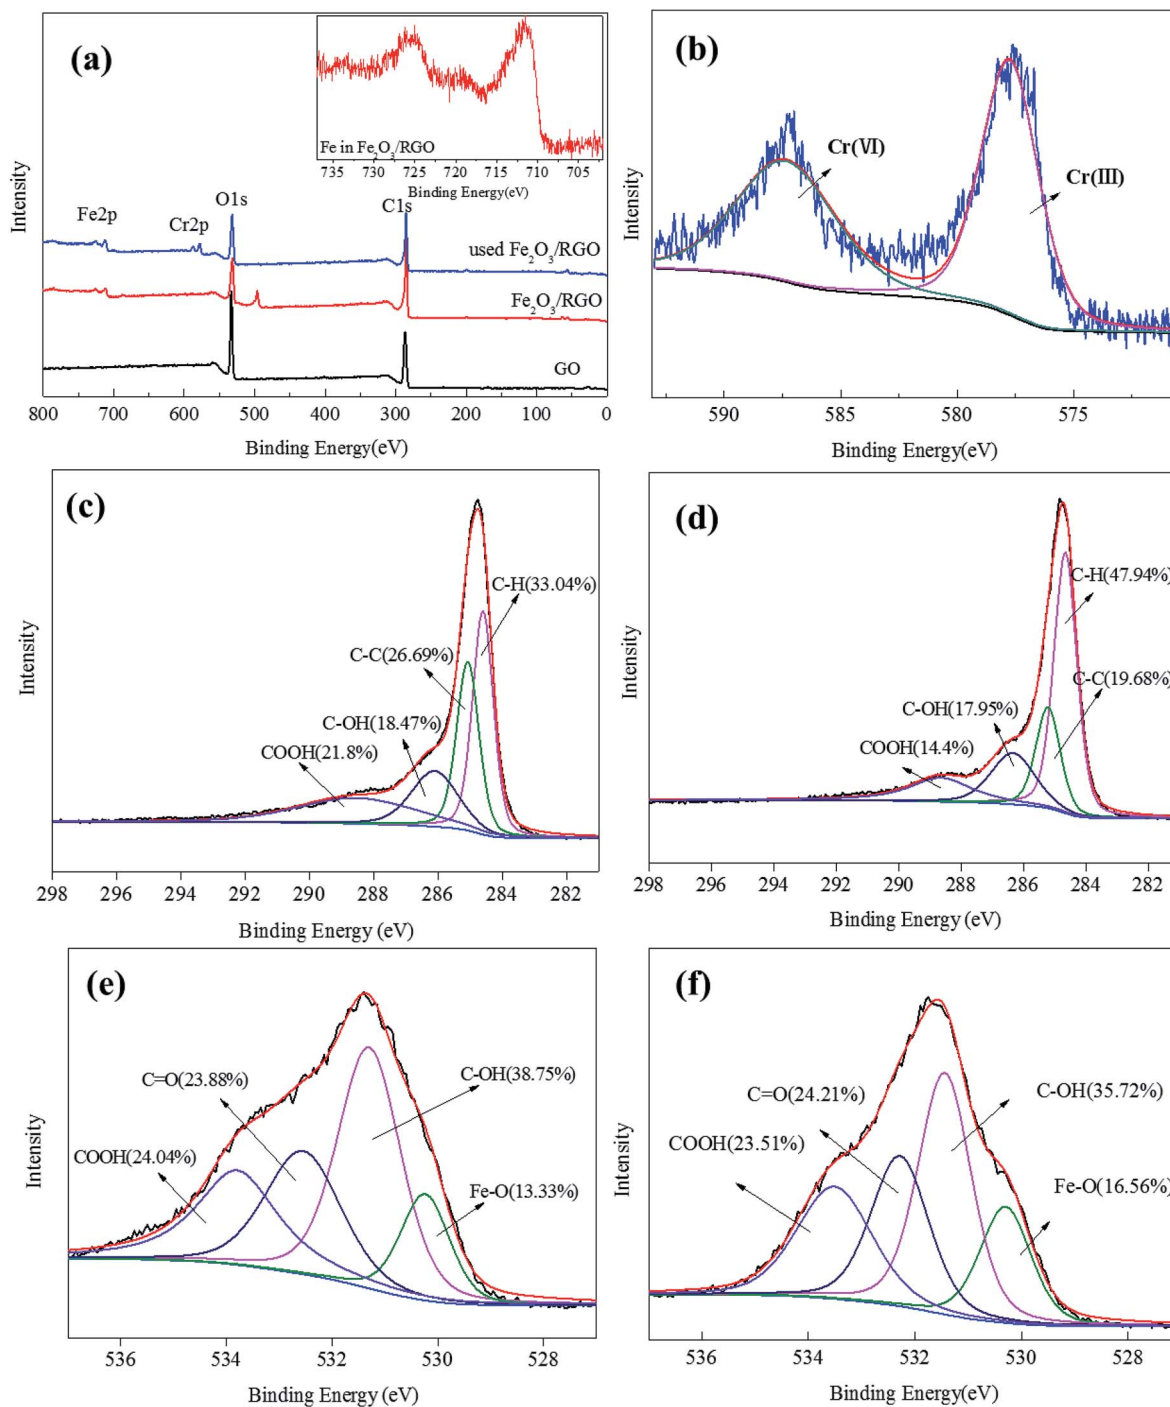 (a)
Intensity
Fe2p
Cr2p
O1s
C1s
used Fe₂O₃/RGO
Fe₂O₃/RGO
GO
800 700 600 500 400 300 200 100 0
Binding Energy(eV)
Fe in Fe₂O₃/RGO
735 730 725 720 715 710 705
Binding Energy(eV)
(b)
Intensity
Cr(VI)
Cr(III)
590 585 580 575
Binding Energy(eV)
(c)
Intensity
C-H(33.04%)
C-C(26.69%)
C-OH(18.47%)
COOH(21.8%)
298 296 294 292 290 288 286 284 282
Binding Energy (eV)
(d)
Intensity
C-H(47.94%)
C-C(19.68%)
C-OH(17.95%)
COOH(14.4%)
298 296 294 292 290 288 286 284 282
Binding Energy (eV)
(e)
Intensity
C=O(23.88%)
C-OH(38.75%)
COOH(24.04%)
Fe-O(13.33%)
536 534 532 530 528
Binding Energy (eV)
(f)
Intensity
C=O(24.21%)
C-OH(35.72%)
COOH(23.51%)
Fe-O(16.56%)
536 534 532 530 528
Binding Energy(eV)